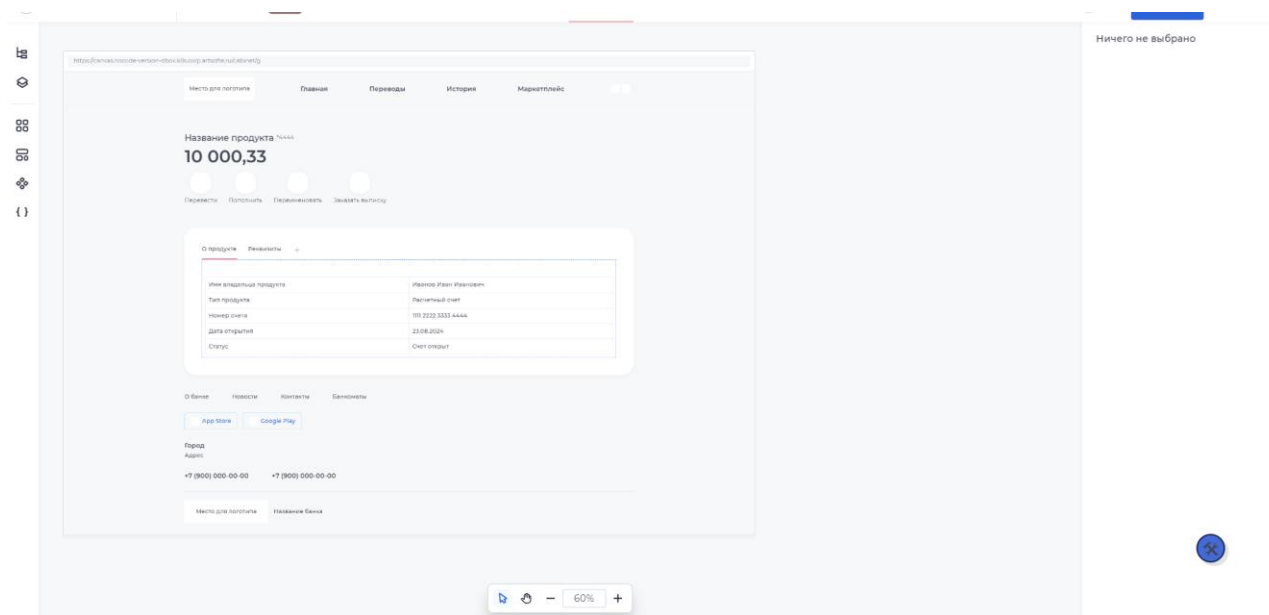 Ничего не выбрано
Место для логотипа Главная Переводы История Маркетплейс
Название продукта *4444
10 000,33
Перевести Пополнить Переименовать Заказать выписку
О продукте Реквизиты +
Имя владельца продукта Иванов Иван Иванович
Тип продукта Расчетный счет
Номер счета 1111 2222 3333 4444
Дата открытия 23.08.2024
Статус Счет открыт
О банке Новости Контакты Банкоматы
App Store Google Play
Город
Адрес
+7 (900) 000-00-00 +7 (900) 000-00-00
Место для логотипа Название банка
60%